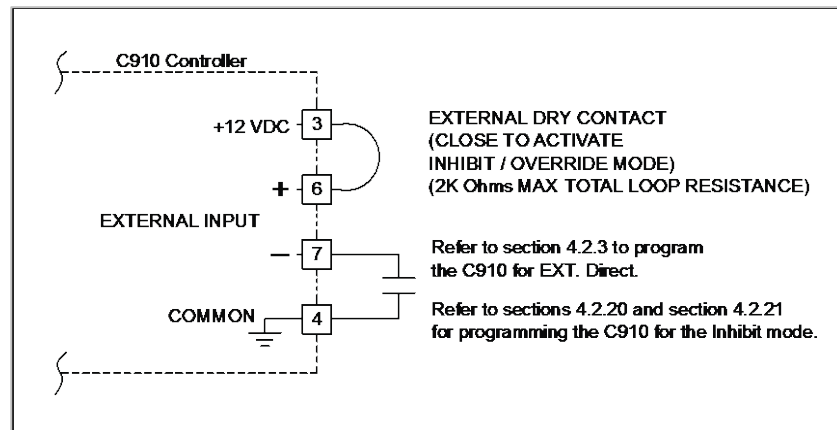 C910 Controller
+12 VDC
3
EXTERNAL DRY CONTACT
(CLOSE TO ACTIVATE
INHIBIT / OVERRIDE MODE)
(2K Ohms MAX TOTAL LOOP RESISTANCE)
+
6
EXTERNAL INPUT
−
7
Refer to section 4.2.3 to program
the C910 for EXT. Direct.
COMMON
4
Refer to sections 4.2.20 and section 4.2.21
for programming the C910 for the Inhibit mode.